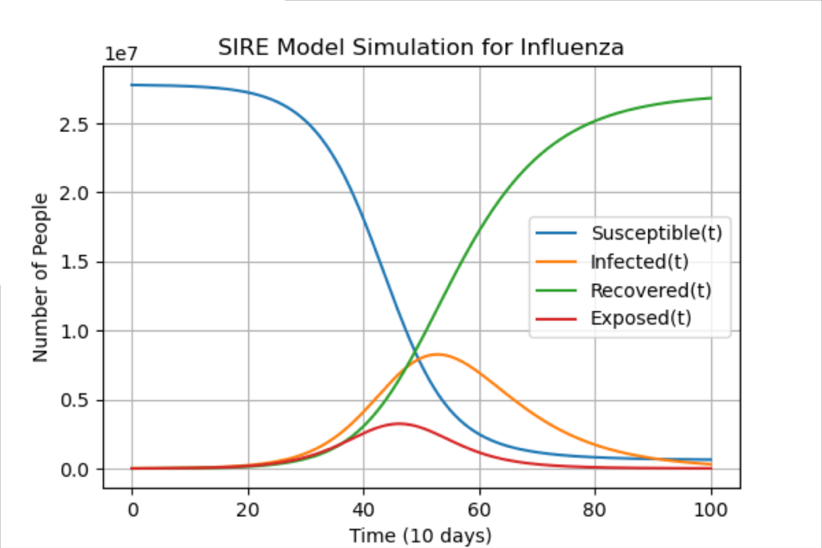 SIRE Model Simulation for Influenza
1e7
2.5
2.0
1.5
1.0
0.5
0.0
Number of People
Susceptible(t)
Infected(t)
Recovered(t)
Exposed(t)
0 20 40 60 80 100
Time (10 days)